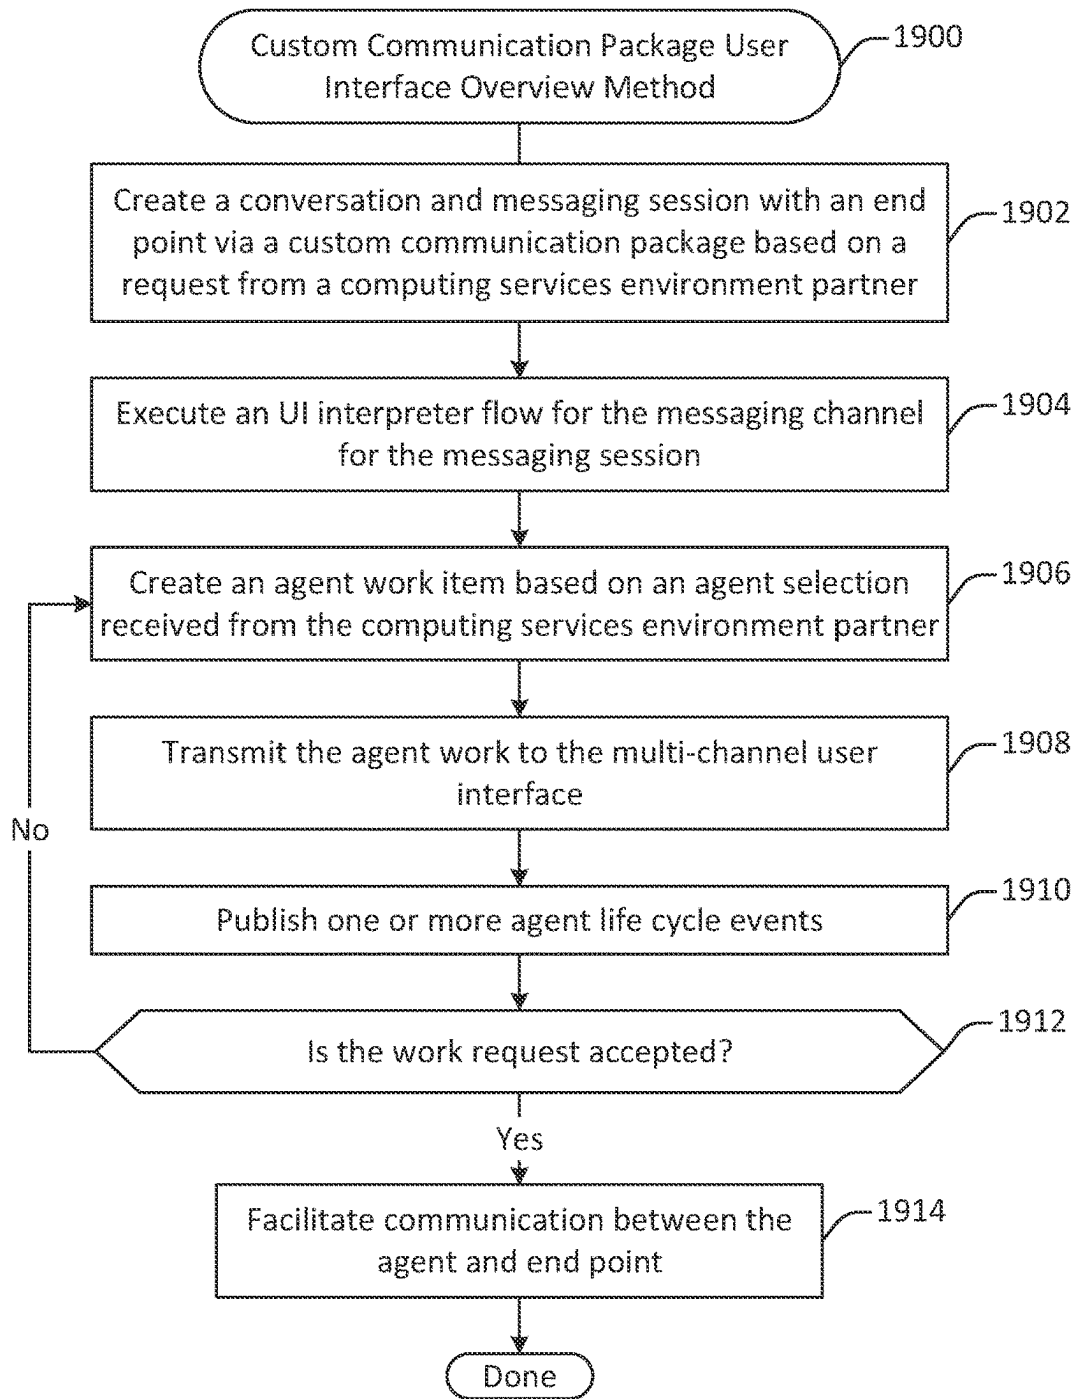 Custom Communication Package User
Interface Overview Method
1900
Create a conversation and messaging session with an end
point via a custom communication package based on a
request from a computing services environment partner
1902
Execute an UI interpreter flow for the messaging channel
for the messaging session
1904
Create an agent work item based on an agent selection
received from the computing services environment partner
1906
Transmit the agent work to the multi-channel user
interface
1908
No
Publish one or more agent life cycle events
1910
Is the work request accepted?
1912
Yes
Facilitate communication between the
agent and end point
1914
Done